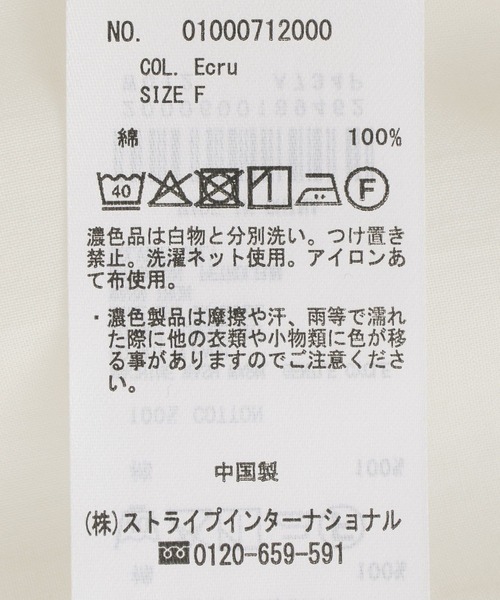 NO. 01000712000
COL. Ecru
SIZE F
綿 100%
40 F
濃色品は白物と分別洗い。つけ置き
禁止。洗濯ネット使用。アイロンあ
て布使用。
・濃色製品は摩擦や汗、雨等で濡れ
た際に他の衣類や小物類に色が移
る事がありますのでご注意くださ
い。
中国製
(株)ストライプインターナショナル
0120-659-591